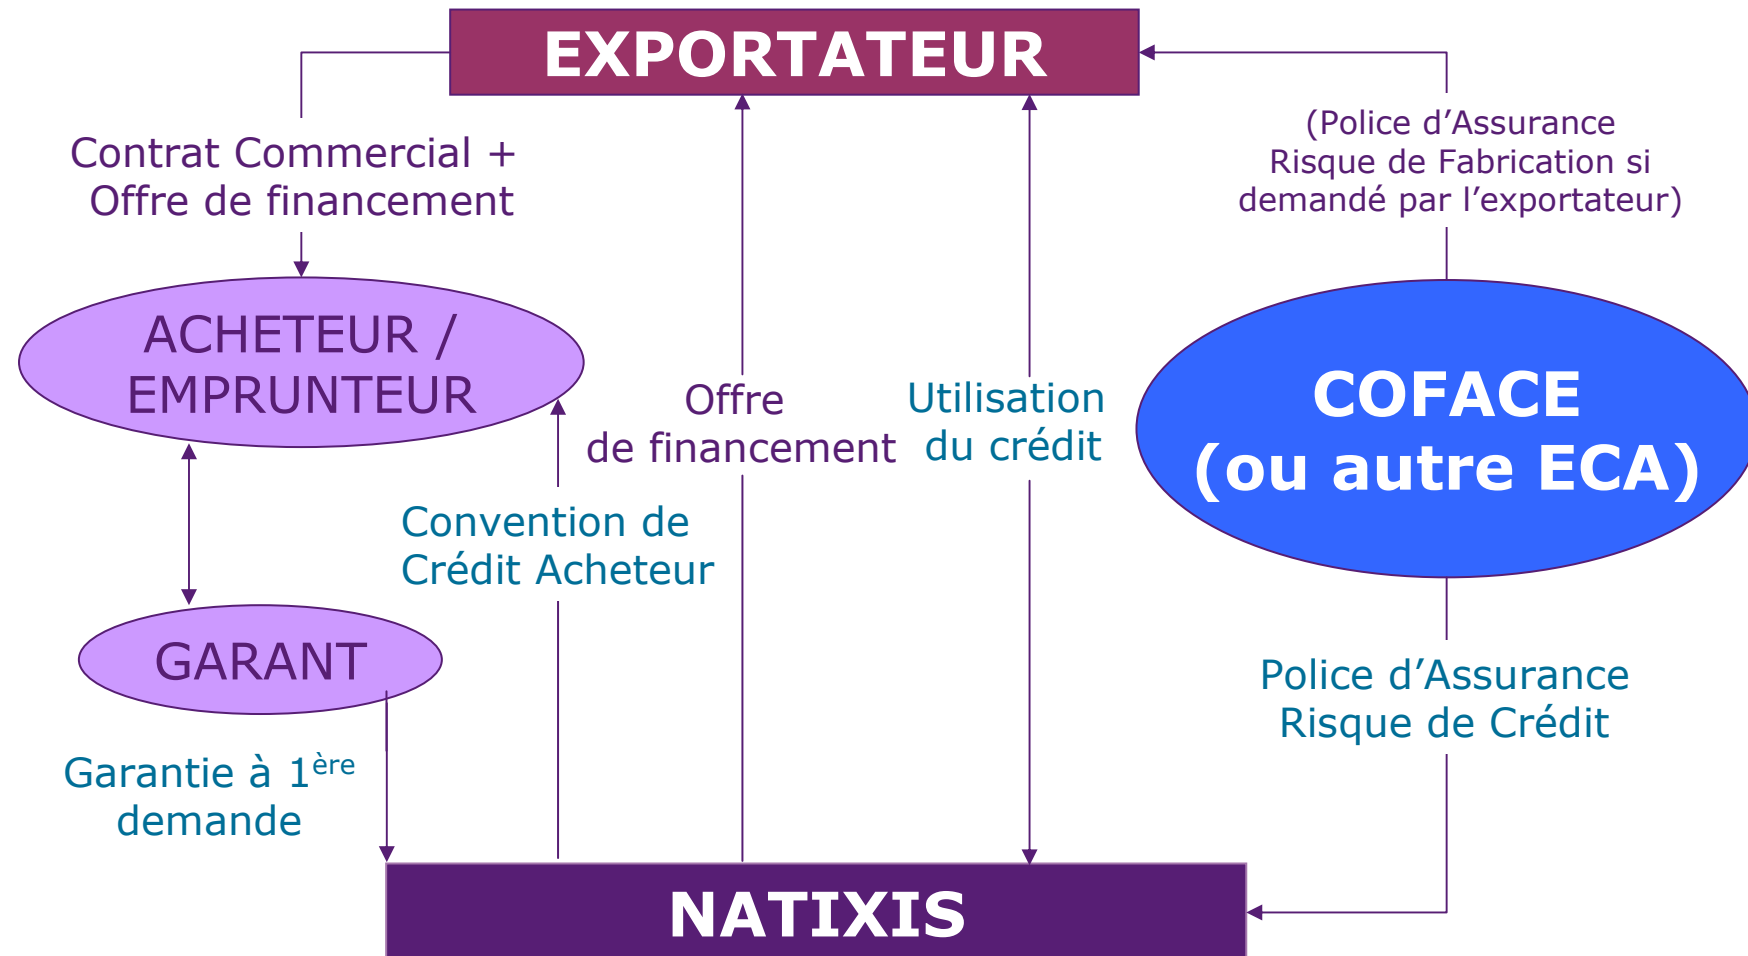 EXPORTATEUR
Contrat Commercial +
Offre de financement
(Police d’Assurance
Risque de Fabrication si
demandé par l’exportateur)
ACHETEUR /
EMPRUNTEUR
Offre
de financement
Utilisation
du crédit
COFACE
(ou autre ECA)
Convention de
Crédit Acheteur
GARANT
Police d’Assurance
Risque de Crédit
Garantie à 1ère
demande
NATIXIS